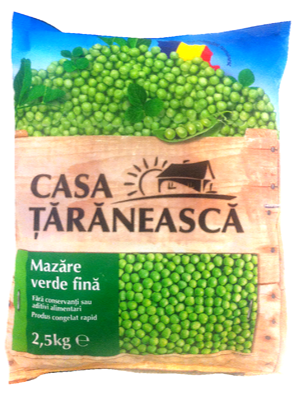 CASA
ȚĂRĂNEASCĂ
Mazăre
verde fină
Fără conservanți sau
aditivi alimentari
Produs congelat rapid
2,5kg ℮